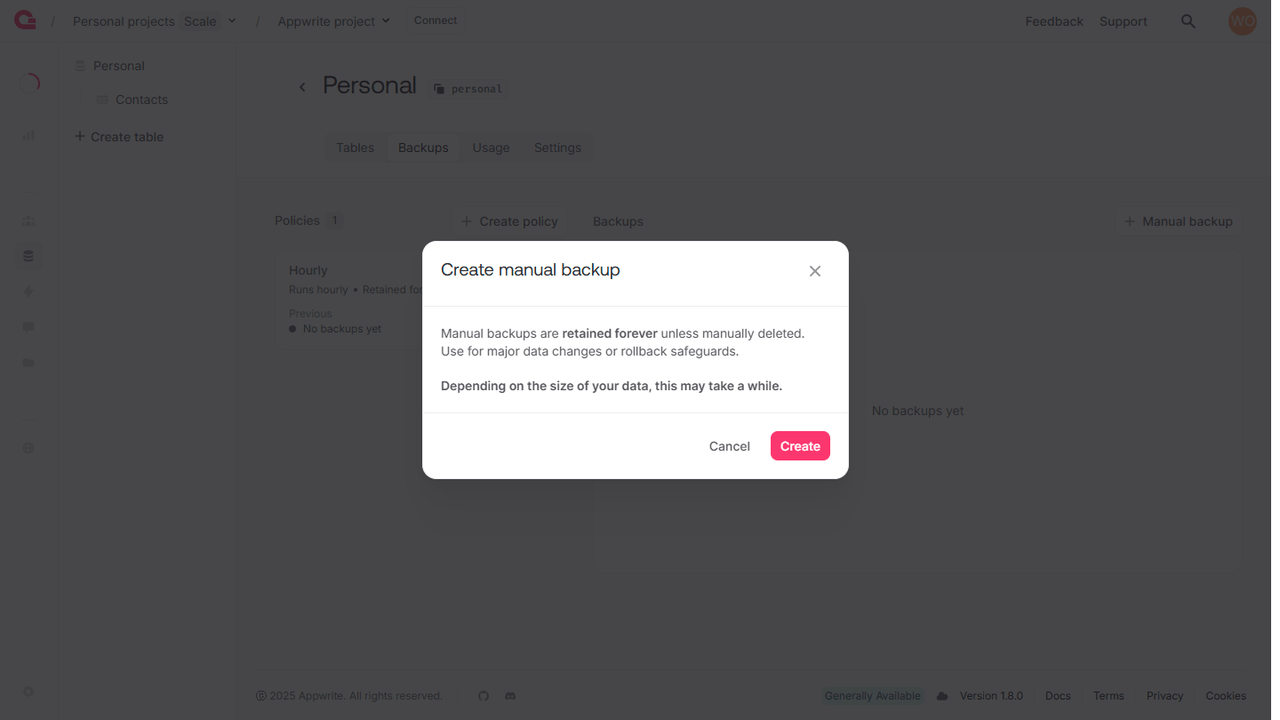 / Personal projects Scale / Appwrite project Connect Feedback Support WC
Personal
Contacts
+ Create table
Personal personal
Tables Backups Usage Settings
Policies 1 + Create policy Backups + Manual backup
Hourly
Runs hourly • Retained for
Previous
No backups yet
Create manual backup
Manual backups are retained forever unless manually deleted.
Use for major data changes or rollback safeguards.
Depending on the size of your data, this may take a while.
Cancel Create
No backups yet
© 2025 Appwrite. All rights reserved. Generally Available Version 1.8.0 Docs Terms Privacy Cookies